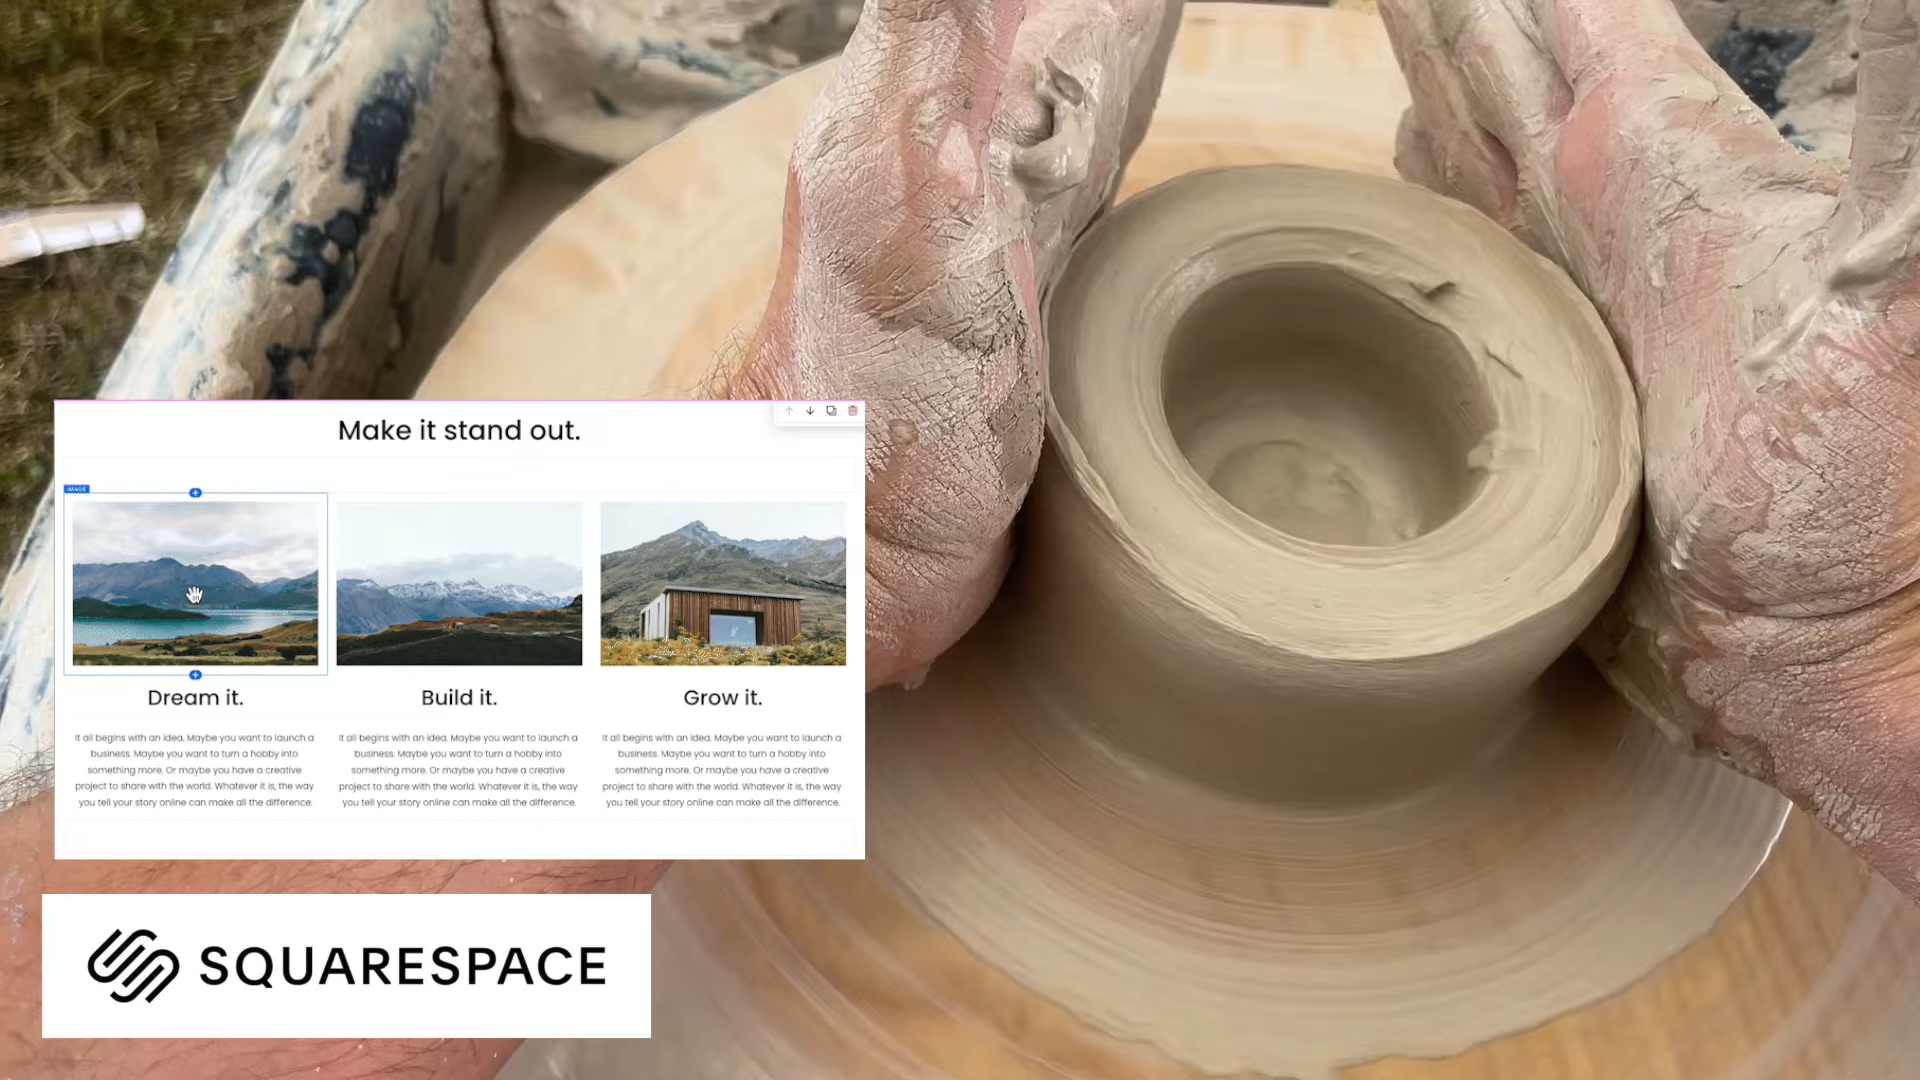 Make it stand out.
IMAGE
Dream it.
Build it.
Grow it.
It all begins with an idea. Maybe you want to launch a
business. Maybe you want to turn a hobby into
something more. Or maybe you have a creative
project to share with the world. Whatever it is, the way
you tell your story online can make all the difference.
It all begins with an idea. Maybe you want to launch a
business. Maybe you want to turn a hobby into
something more. Or maybe you have a creative
project to share with the world. Whatever it is, the way
you tell your story online can make all the difference.
It all begins with an idea. Maybe you want to launch a
business. Maybe you want to turn a hobby into
something more. Or maybe you have a creative
project to share with the world. Whatever it is, the way
you tell your story online can make all the difference.
SQUARESPACE